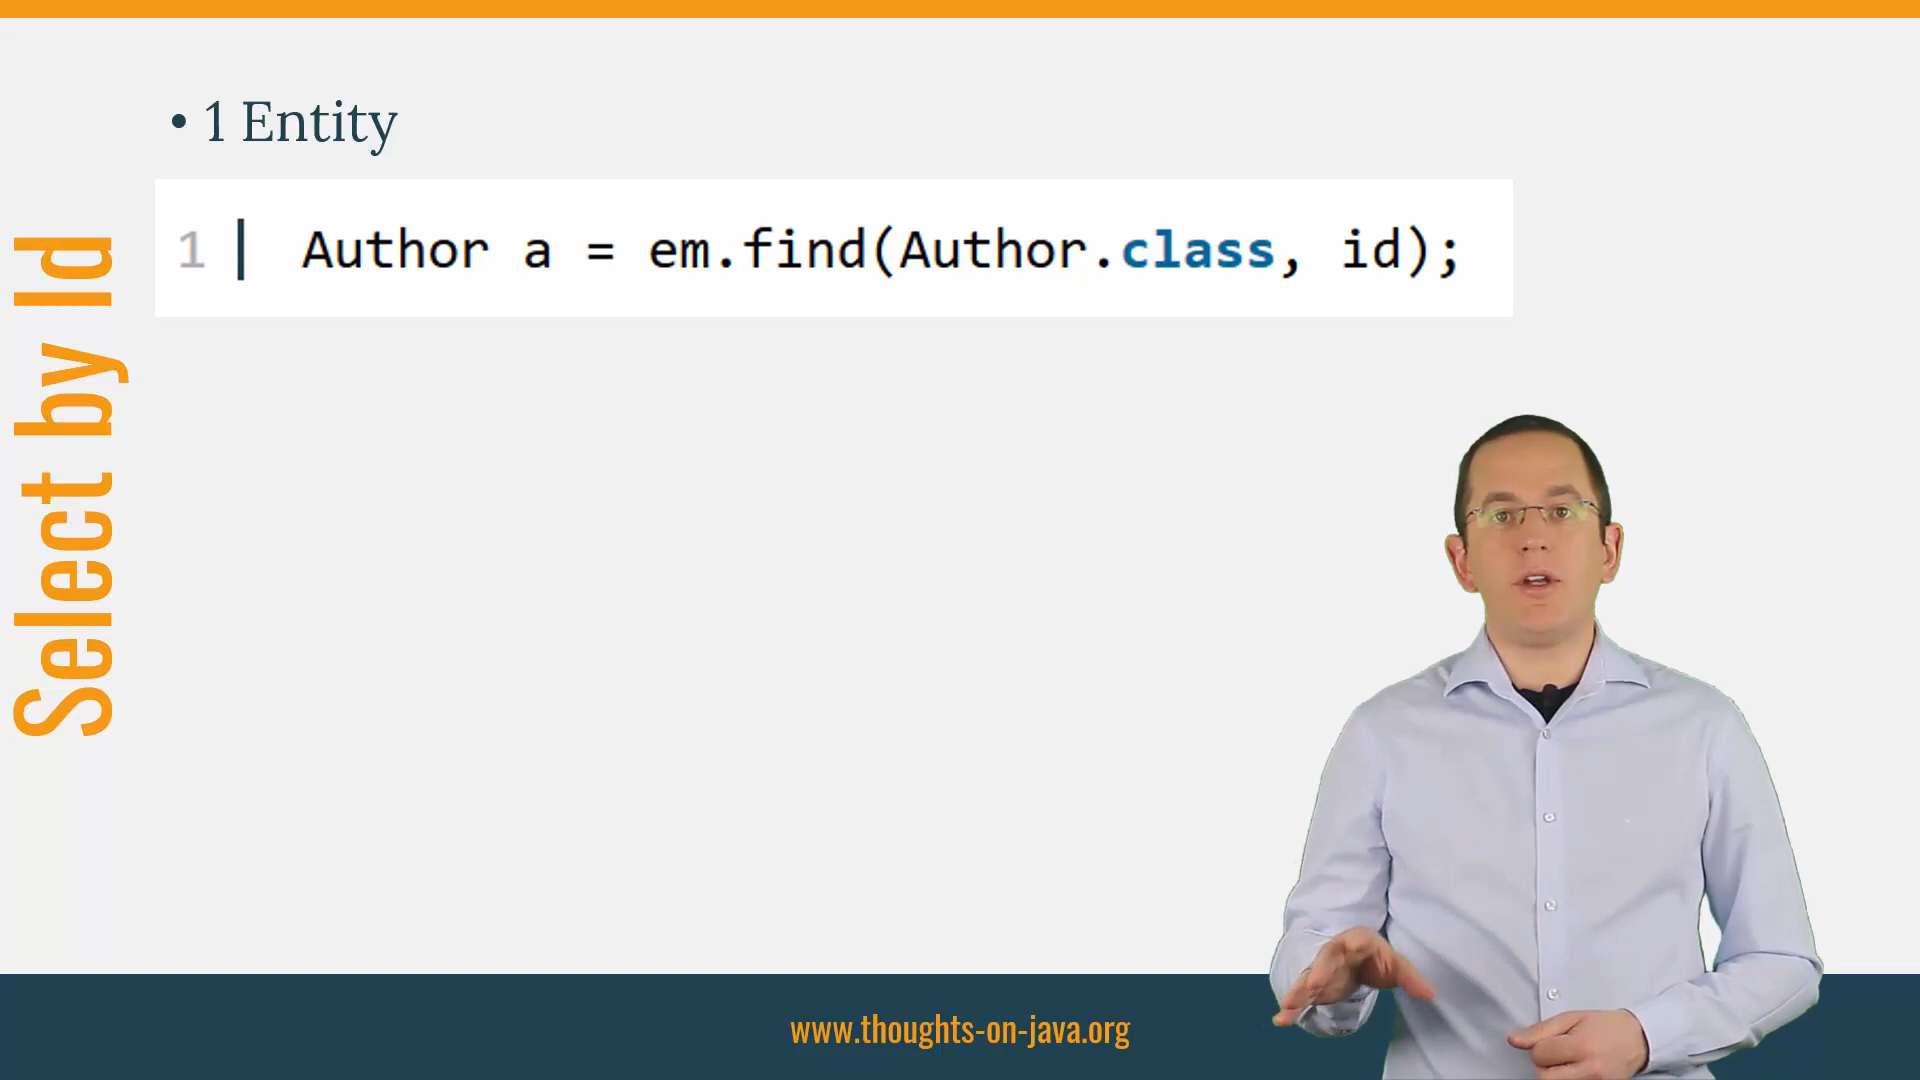 • 1 Entity
1 Author a = em.find(Author.class, id);
Select by Id
www.thoughts-on-java.org